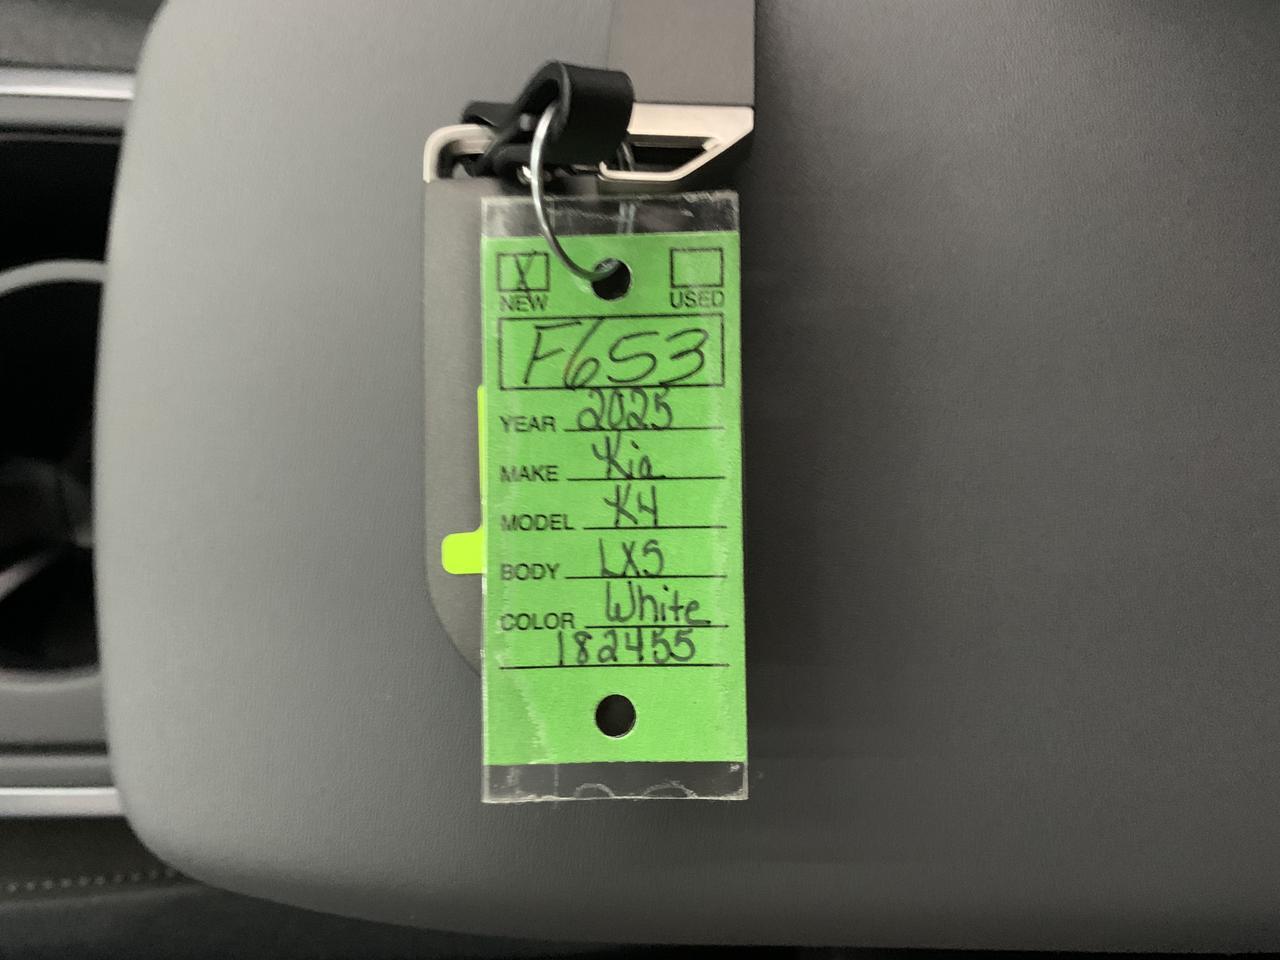 X
NEW USED
F653
YEAR 2025
MAKE Kia
MODEL K4
BODY LXS
COLOR White
182455